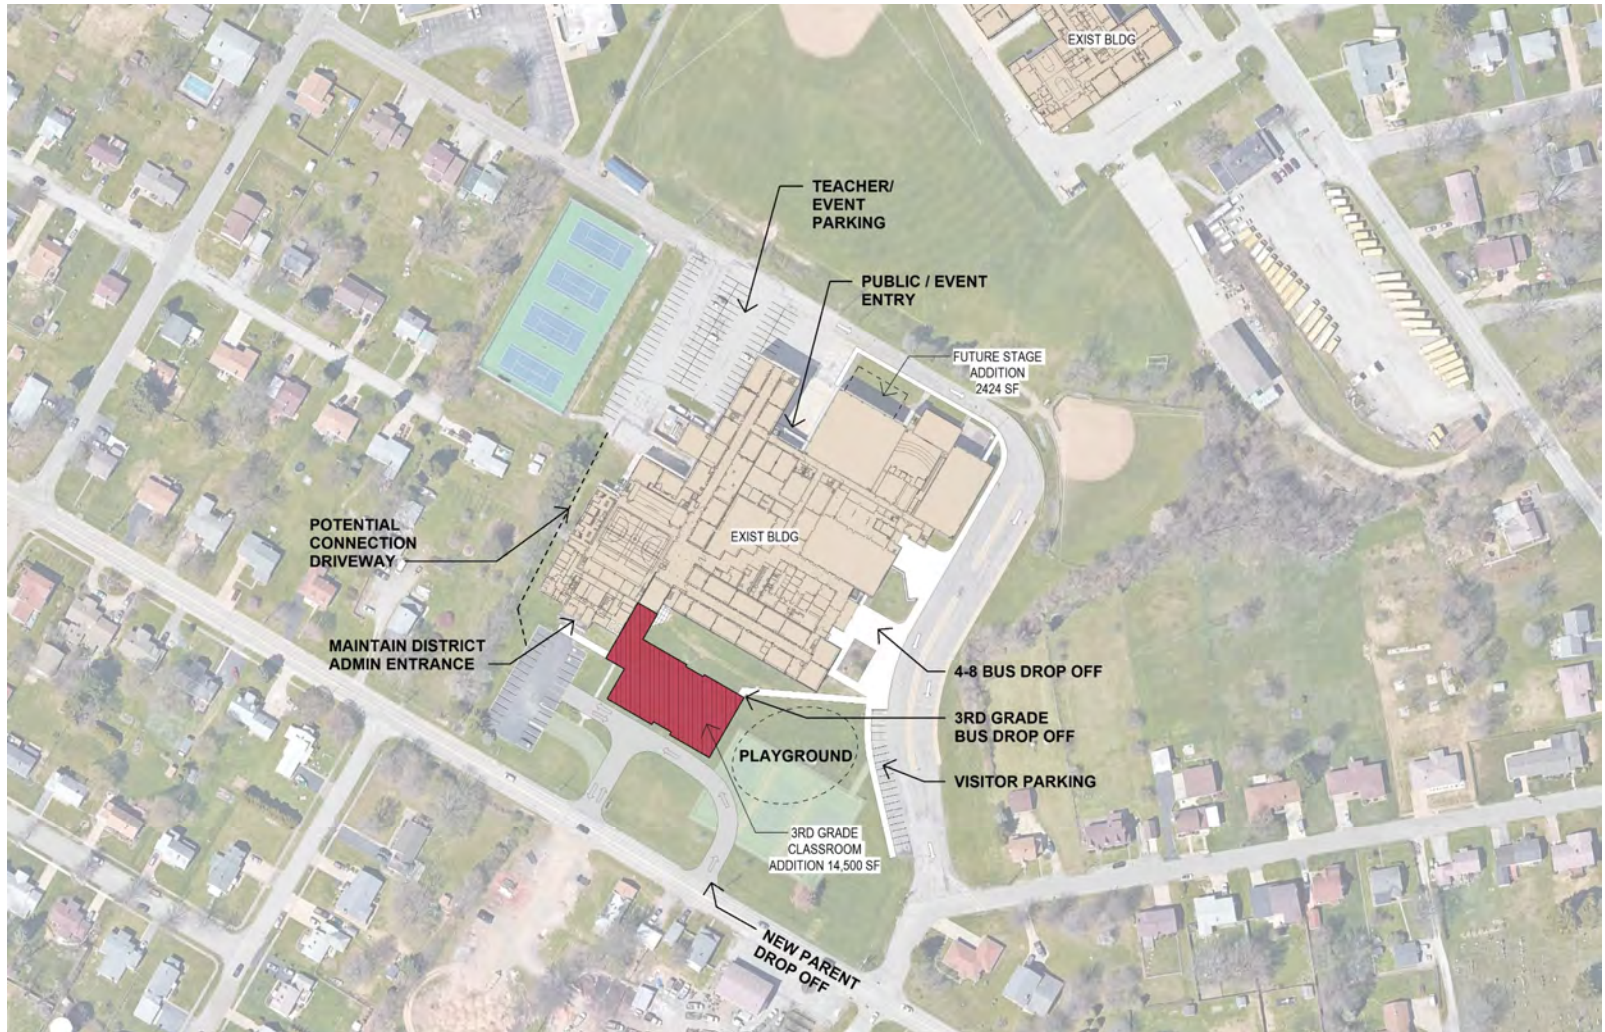 EXIST BLDG
TEACHER/
EVENT
PARKING
PUBLIC / EVENT
ENTRY
FUTURE STAGE
ADDITION
2424 SF
POTENTIAL
CONNECTION
DRIVEWAY
EXIST BLDG
MAINTAIN DISTRICT
ADMIN ENTRANCE
4-8 BUS DROP OFF
3RD GRADE
BUS DROP OFF
PLAYGROUND
VISITOR PARKING
3RD GRADE
CLASSROOM
ADDITION 14,500 SF
NEW PARENT
DROP OFF